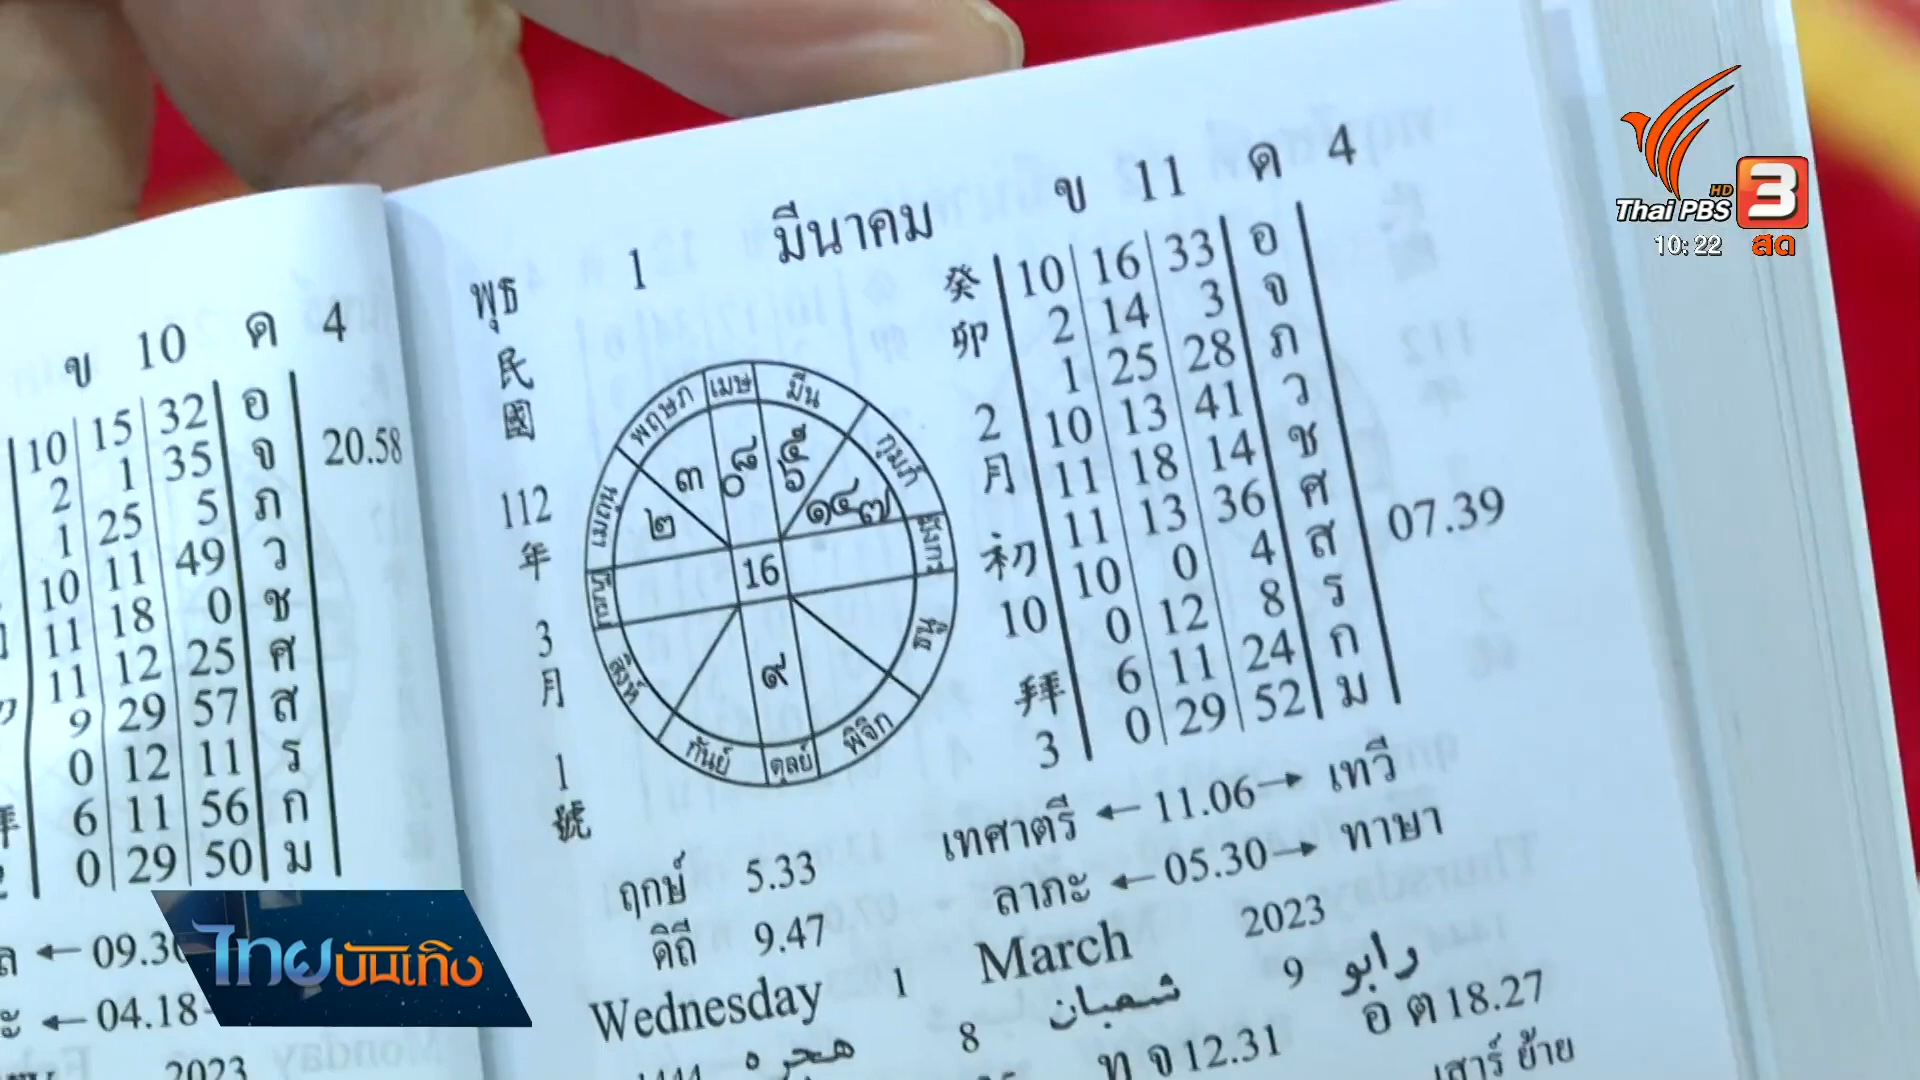 Thai PBS HD 3
10:22 สด
ข 10 ด 4
10 15 32 อ
2 1 35 จ 20.58
1 25 5 ภ
10 11 49 ว
11 18 0 ช
11 12 25 ศ
9 29 57 ส
0 12 11 ร
6 11 56 ก
0 29 50 ม
←04.18
2023
พุธ 1 มีนาคม ข 11 ด 4
民
國
112
年
3
月
1
號
เมษ
มีน
กุมภ์
มังกร
ธนู
พิจิก
ตุลย์
กันย์
สิงห์
เมถุน
พฤษภ
๓
๐๘
๕
๖
๑๔๗
๒
16
๙
癸
卯
2
月
初
10
拜
3
10 16 33 อ
2 14 3 จ
1 25 28 ภ
10 13 41 ว
11 18 14 ช
11 13 36 ศ
10 0 4 ส 07.39
0 12 8 ร
6 11 24 ก
0 29 52 ม
ฤกษ์ 5.33 เทศาตรี ←11.06→ เทวี
ดิถี 9.47 ลาภะ ←05.30→ ทาษา
Wednesday 1 March 2023
8 شعبان 9 رابو
ท จ 12.31 อ ต 18.27
เสาร์ ย้าย
ไทยบันเทิง